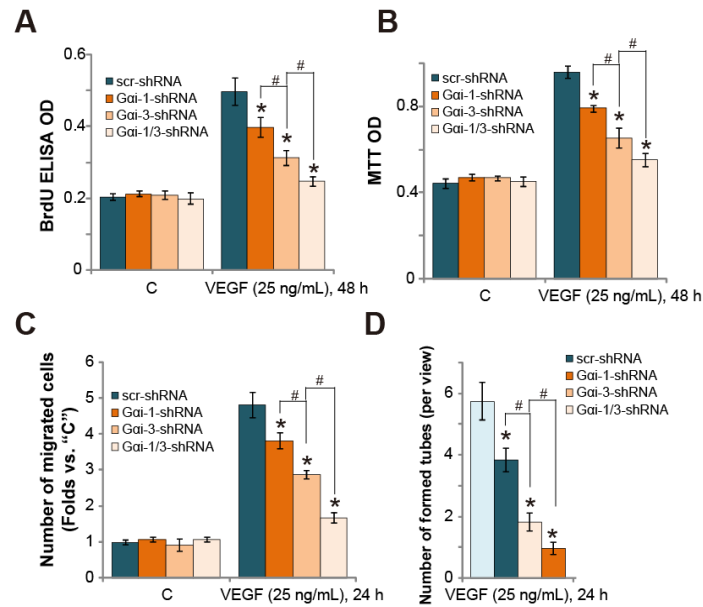 A
BrdU ELISA OD
0.6
0.4
0.2
0
scr-shRNA
Gαi-1-shRNA
Gαi-3-shRNA
Gαi-1/3-shRNA
*
*
*
#
#
C
VEGF (25 ng/mL), 48 h
B
MTT OD
0.8
0.4
0
scr-shRNA
Gαi-1-shRNA
Gαi-3-shRNA
Gαi-1/3-shRNA
*
*
*
#
#
C
VEGF (25 ng/mL), 48 h
C
Number of migrated cells
(Folds vs. “C”)
6
5
4
3
2
1
0
scr-shRNA
Gαi-1-shRNA
Gαi-3-shRNA
Gαi-1/3-shRNA
*
*
*
#
#
C
VEGF (25 ng/mL), 24 h
D
Number of formed tubes (per view)
8
6
4
2
0
scr-shRNA
Gαi-1-shRNA
Gαi-3-shRNA
Gαi-1/3-shRNA
*
*
*
#
#
VEGF (25 ng/mL), 24 h